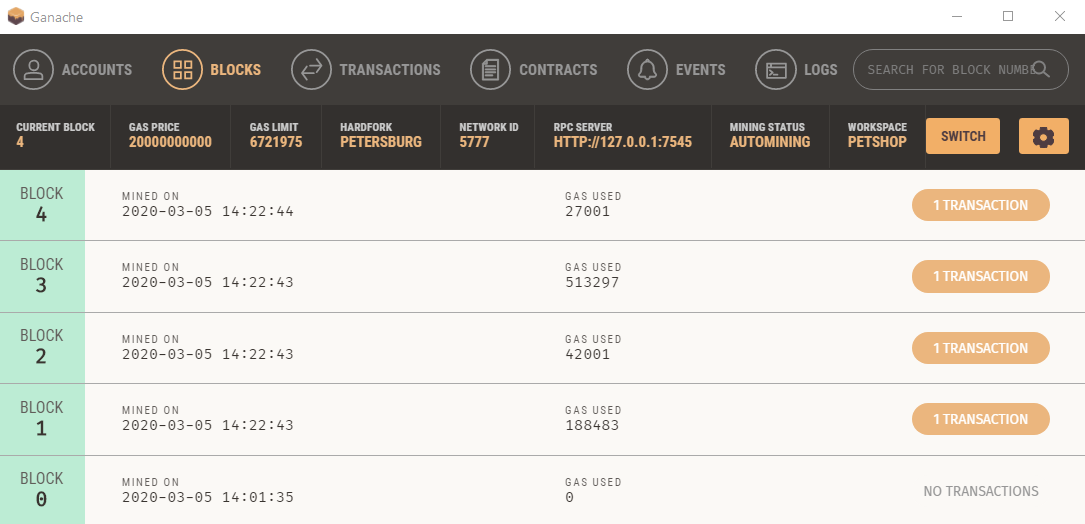 Ganache
ACCOUNTS BLOCKS TRANSACTIONS CONTRACTS EVENTS LOGS SEARCH FOR BLOCK NUMBE
CURRENT BLOCK GAS PRICE GAS LIMIT HARDFORK NETWORK ID RPC SERVER MINING STATUS WORKSPACE
4 20000000000 6721975 PETERSBURG 5777 HTTP://127.0.0.1:7545 AUTOMINING PETSHOP SWITCH
BLOCK MINED ON GAS USED
4 2020-03-05 14:22:44 27001 1 TRANSACTION
BLOCK MINED ON GAS USED
3 2020-03-05 14:22:43 513297 1 TRANSACTION
BLOCK MINED ON GAS USED
2 2020-03-05 14:22:43 42001 1 TRANSACTION
BLOCK MINED ON GAS USED
1 2020-03-05 14:22:43 188483 1 TRANSACTION
BLOCK MINED ON GAS USED
0 2020-03-05 14:01:35 0 NO TRANSACTIONS